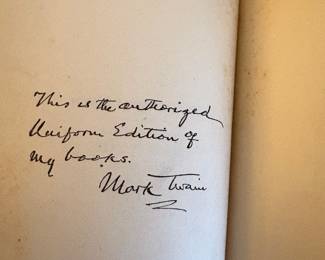 This is the authorized
Uniform Edition of
my books.
Mark Twain